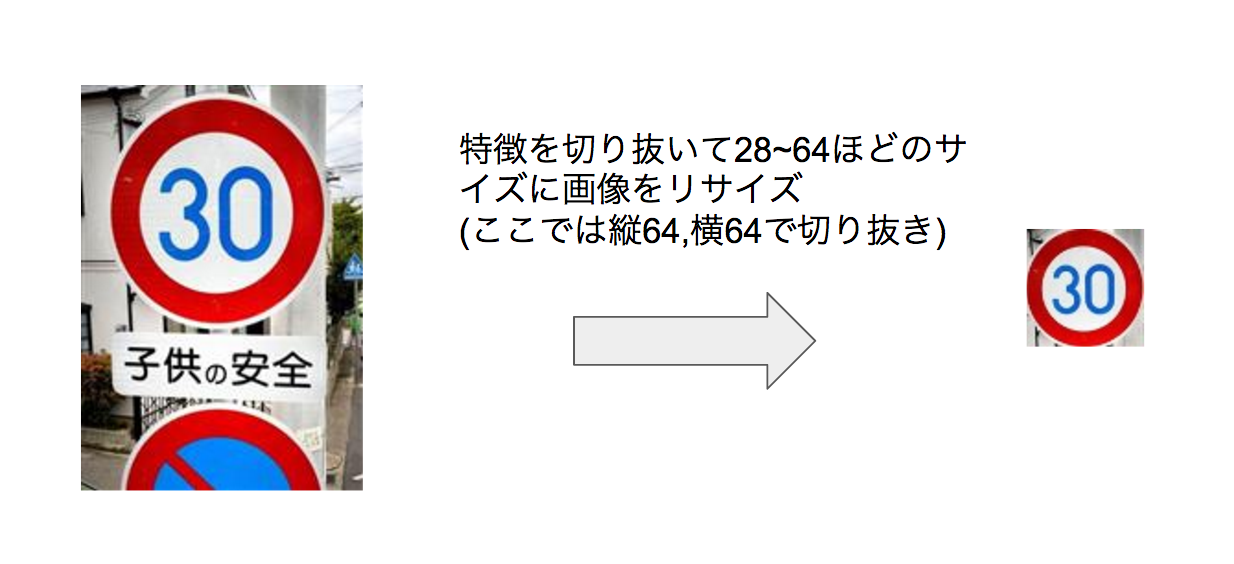 30
子供の安全
特徴を切り抜いて28~64ほどのサ
イズに画像をリサイズ
(ここでは縦64,横64で切り抜き)
30